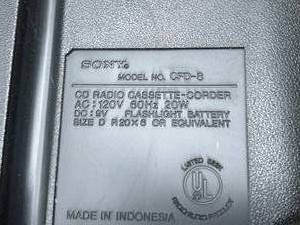 SONY.
MODEL NO. CFD-8
CD RADIO CASSETTE-CORDER
AC:120V 60Hz 20W
DC:9V FLASHLIGHT BATTERY
SIZE D R20×6 OR EQUIVALENT
LISTED
UL
MADE IN INDONESIA